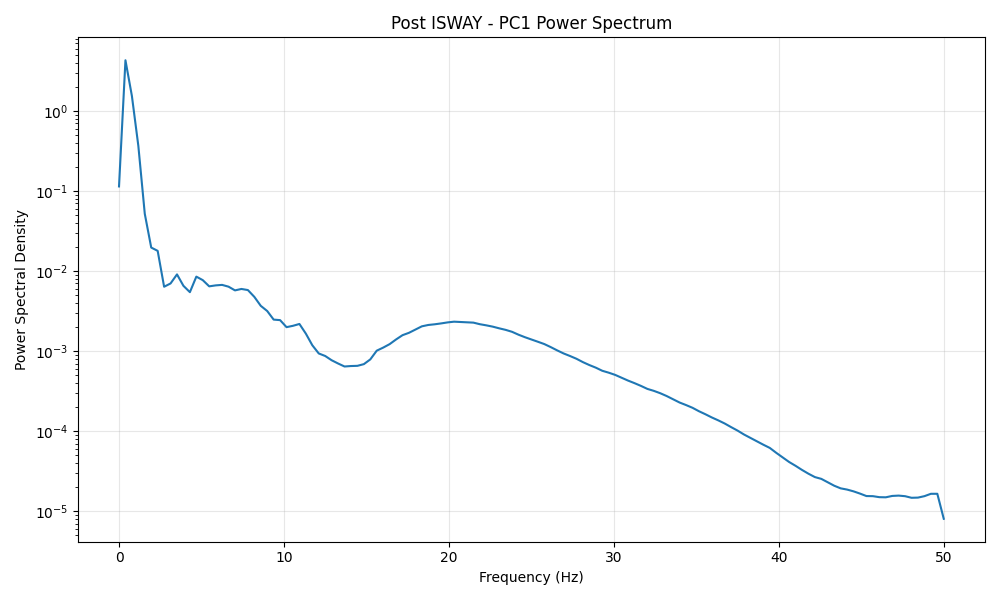 Post ISWAY - PC1 Power Spectrum
Power Spectral Density
10⁰
10⁻¹
10⁻²
10⁻³
10⁻⁴
10⁻⁵
0 10 20 30 40 50
Frequency (Hz)